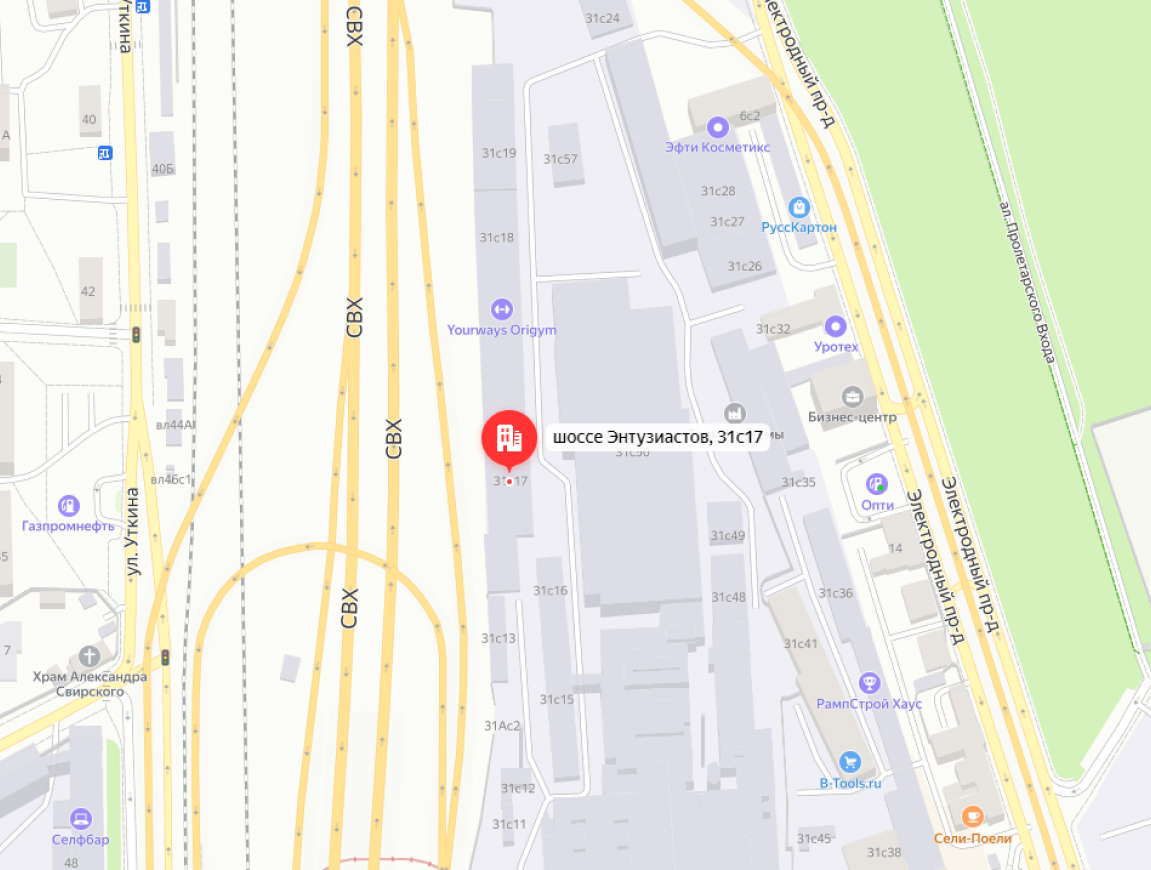 Уткина
СВХ
31с24
Электродный пр-д
40
6с2
А
Эфти Косметикс
31с19
31с57
40Б
31с28
ал. Пролетарского Входа
31с27
РуссКартон
31с18
31с26
42
СВХ
Yourways Origym
31с32
Уротех
Бизнес-центр
вл44А
СВХ
шоссе Энтузиастов, 31с17
мы
31с50
вл46с1
31с17
31с35
Газпромнефть
ул. Уткина
Опти
Электродный пр-д
Электродный пр-д
31с49
14
31с16
31с48
31с36
СВХ
7
31с13
31с41
Храм Александра
Свирского
31с15
РампСтрой Хаус
31Ас2
B-Tools.ru
31с12
31с11
Селфбар
31с45
Сели-Поели
31с38
48